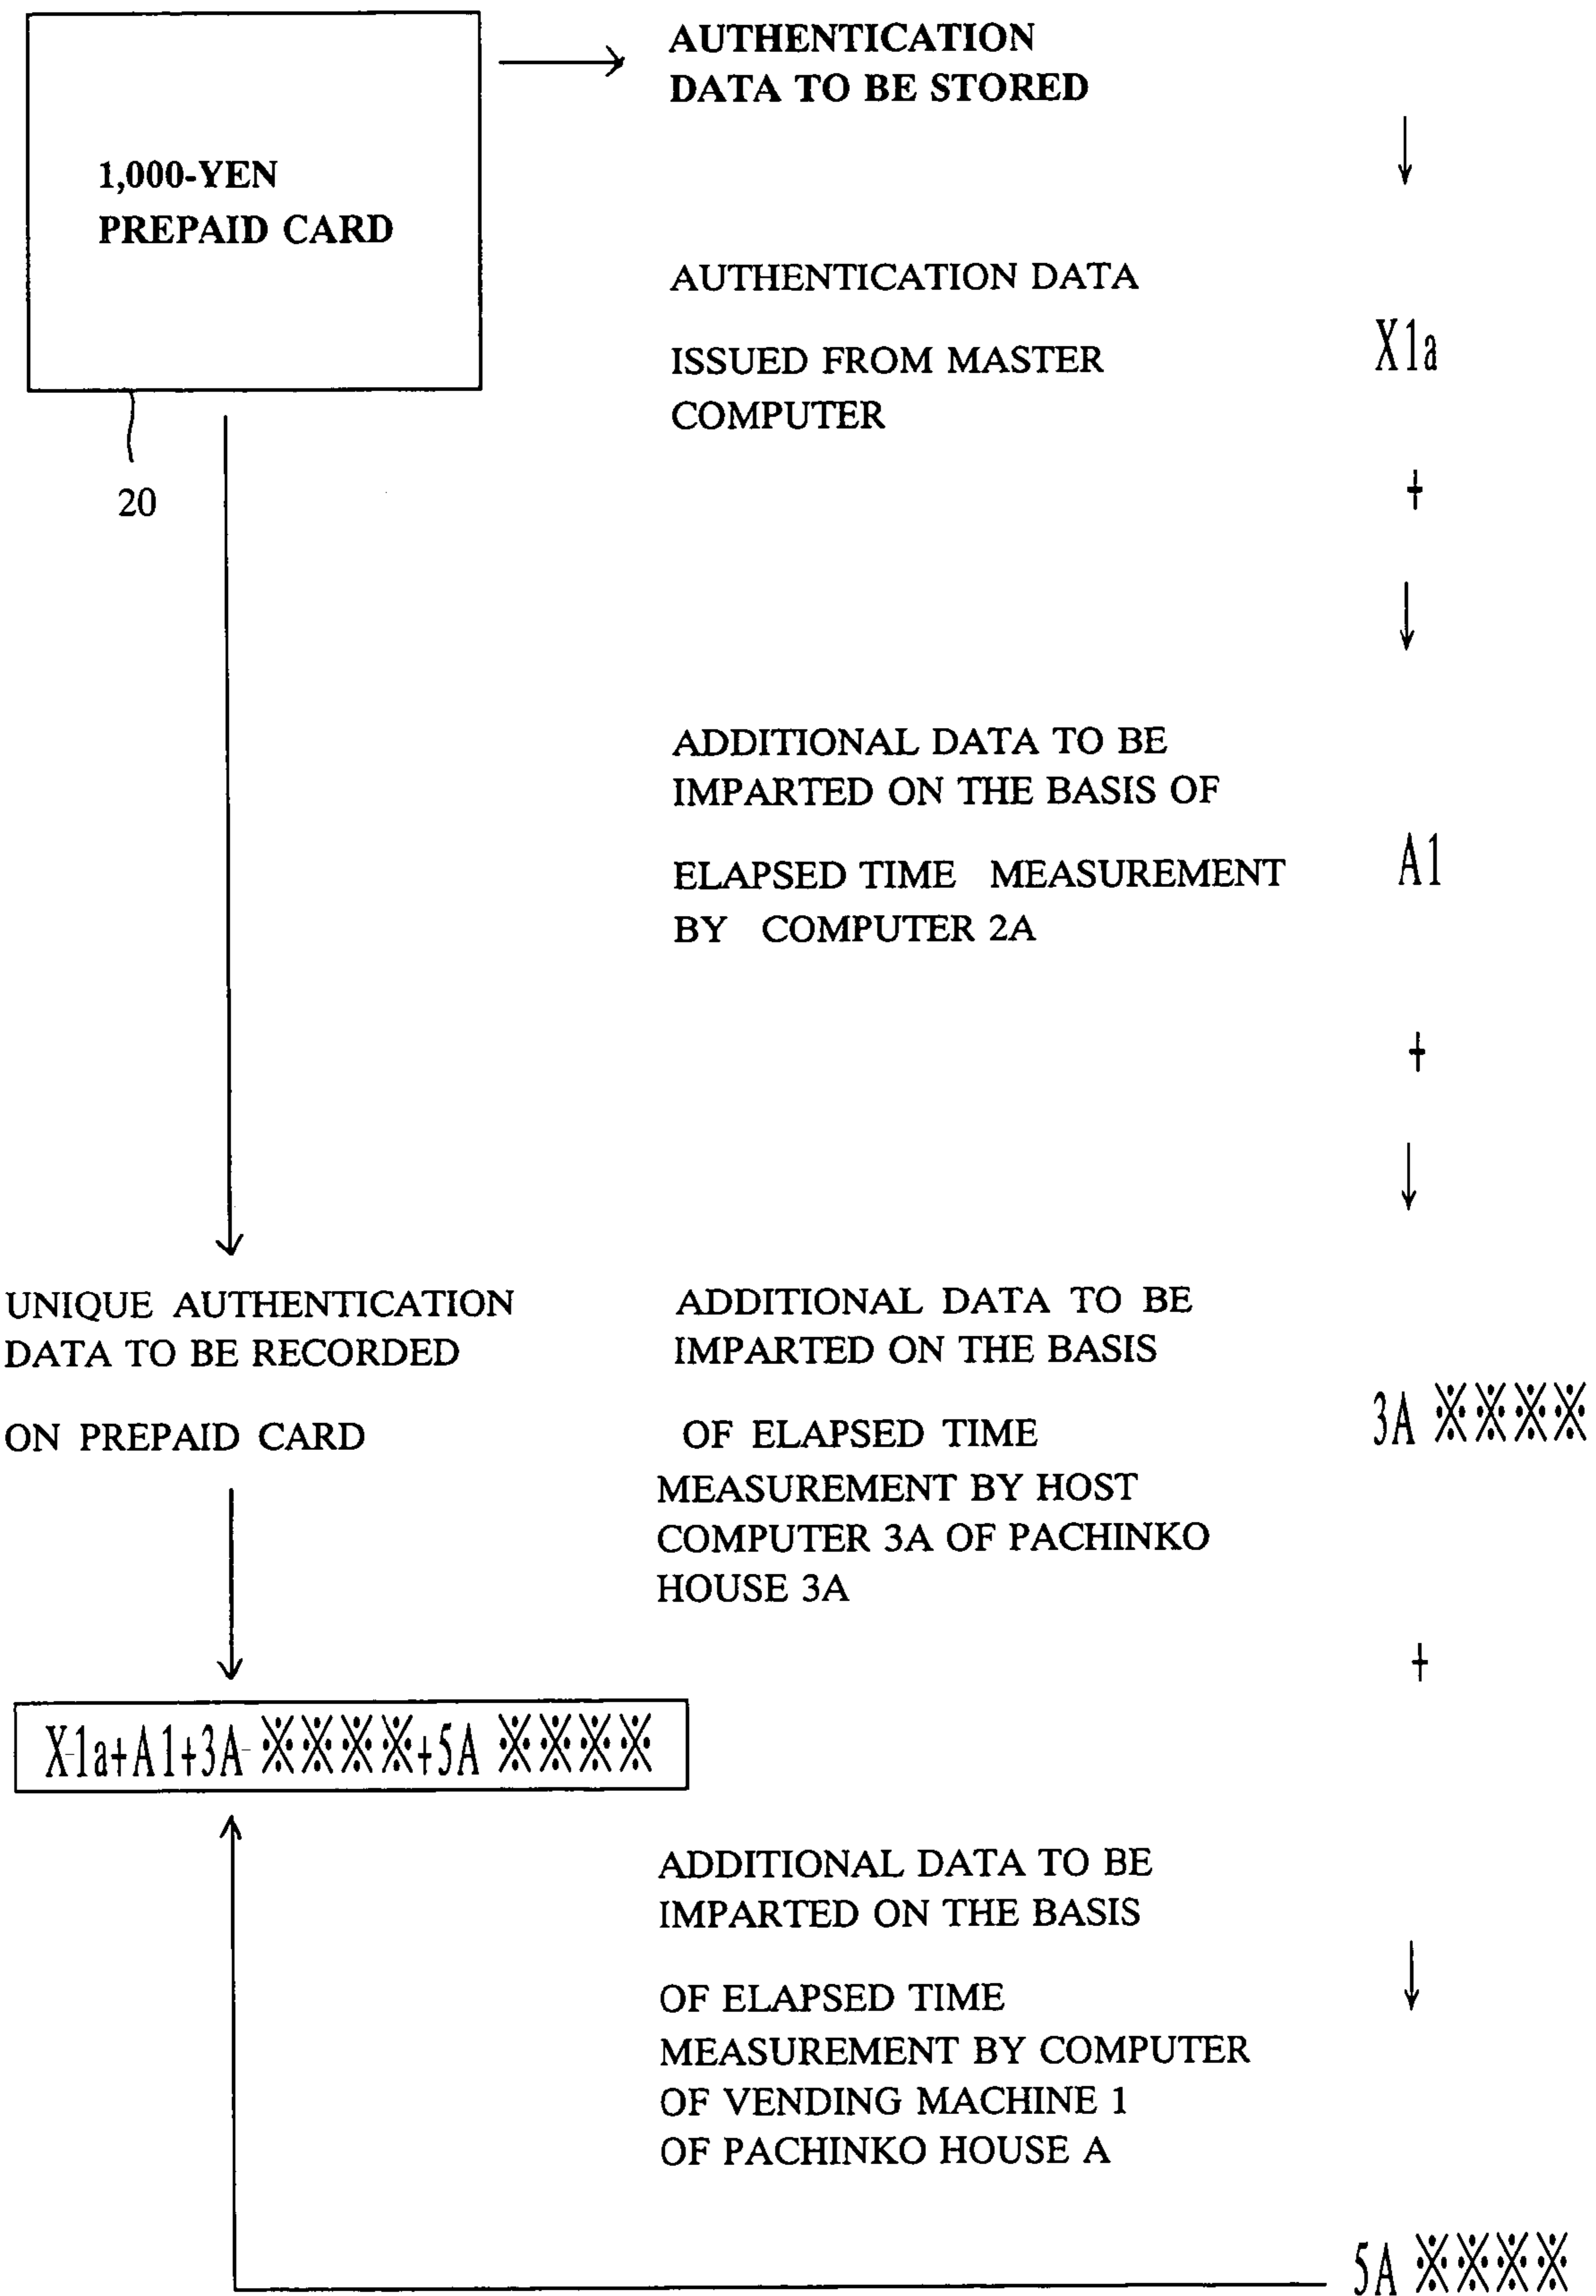 1,000-YEN
PREPAID CARD
20
AUTHENTICATION
DATA TO BE STORED
AUTHENTICATION DATA
ISSUED FROM MASTER
COMPUTER
X1a
+
ADDITIONAL DATA TO BE
IMPARTED ON THE BASIS OF
ELAPSED TIME MEASUREMENT
BY COMPUTER 2A
A1
+
UNIQUE AUTHENTICATION
DATA TO BE RECORDED
ON PREPAID CARD
ADDITIONAL DATA TO BE
IMPARTED ON THE BASIS
OF ELAPSED TIME
MEASUREMENT BY HOST
COMPUTER 3A OF PACHINKO
HOUSE 3A
3A ※※※※
+
X-1a+A1+3A-※※※※+5A ※※※※
ADDITIONAL DATA TO BE
IMPARTED ON THE BASIS
OF ELAPSED TIME
MEASUREMENT BY COMPUTER
OF VENDING MACHINE 1
OF PACHINKO HOUSE A
5A ※※※※